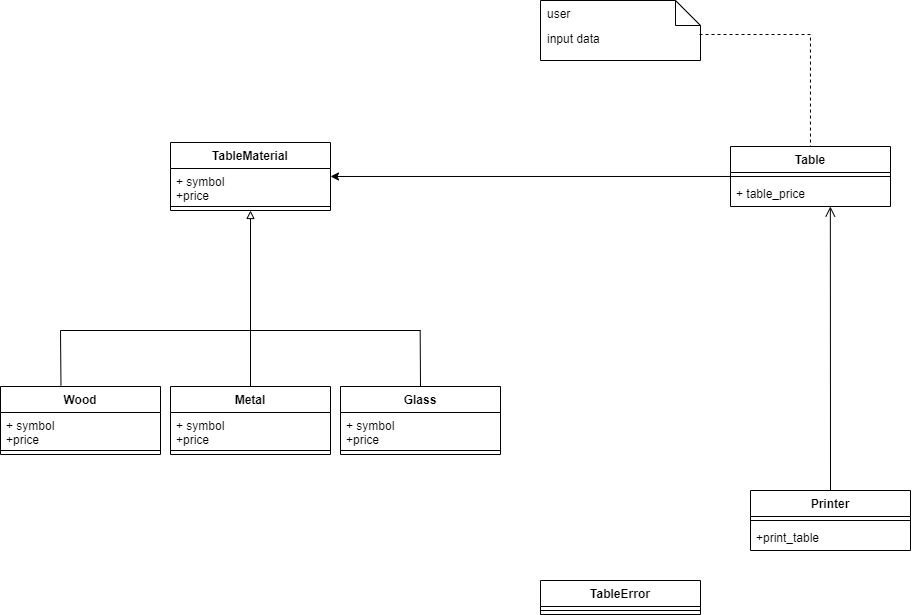 user
input data
TableMaterial
+ symbol
+price
Table
+ table_price
Wood
+ symbol
+price
Metal
+ symbol
+price
Glass
+ symbol
+price
Printer
+print_table
TableError